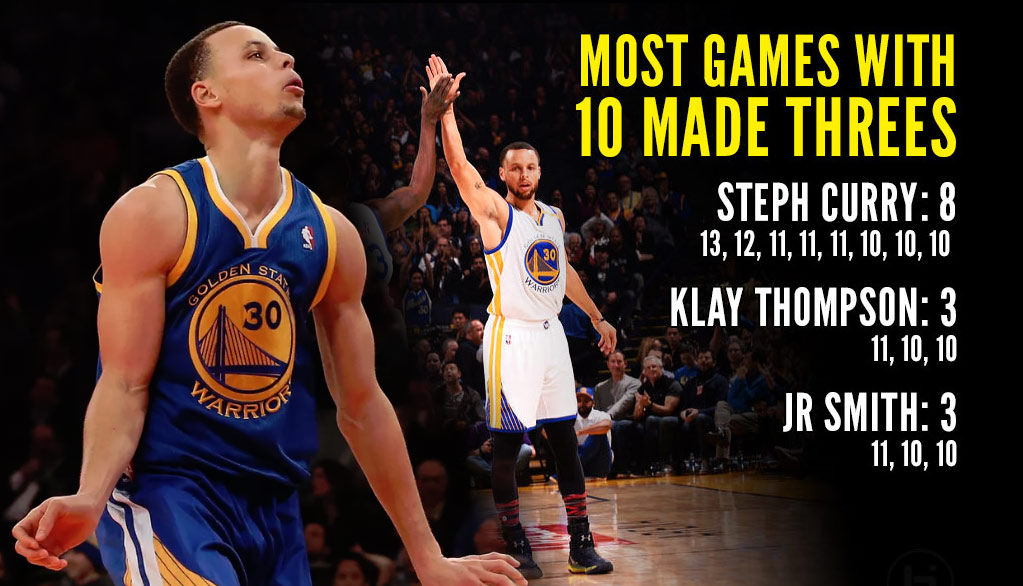 MOST GAMES WITH
10 MADE THREES
STEPH CURRY: 8
13, 12, 11, 11, 11, 10, 10, 10
KLAY THOMPSON: 3
11, 10, 10
JR SMITH: 3
11, 10, 10
GOLDEN STATE
30
WARRIORS
30
WARRIORS